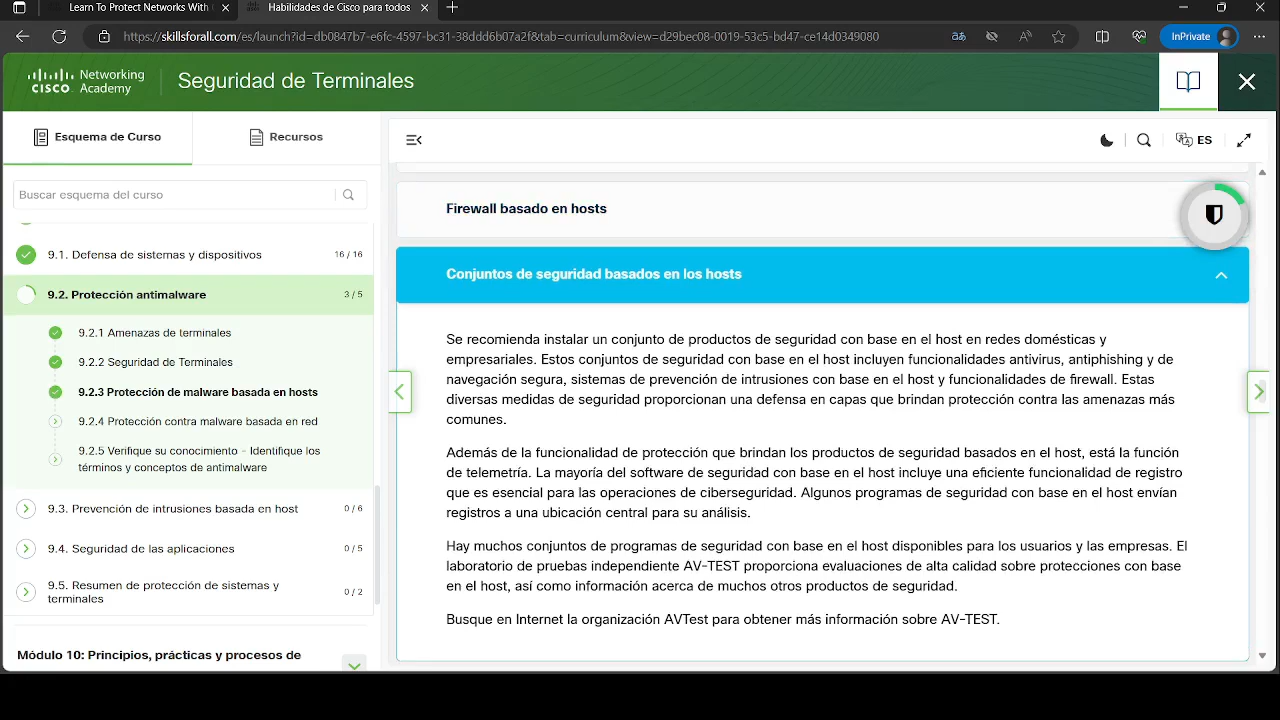 Learn To Protect Networks With
Habilidades de Cisco para todos
https://skillsforall.com/es/launch?id=db0847b7-e6fc-4597-bc31-38ddd6b07a2f&tab=curriculum&view=d29bec08-0019-53c5-bd47-ce14d0349080
InPrivate
CISCO Networking Academy
Seguridad de Terminales
Esquema de Curso
Recursos
ES
Buscar esquema del curso
9.1. Defensa de sistemas y dispositivos 16 / 16
9.2. Protección antimalware 3 / 5
9.2.1 Amenazas de terminales
9.2.2 Seguridad de Terminales
9.2.3 Protección de malware basada en hosts
9.2.4 Protección contra malware basada en red
9.2.5 Verifique su conocimiento - Identifique los
términos y conceptos de antimalware
9.3. Prevención de intrusiones basada en host 0 / 6
9.4. Seguridad de las aplicaciones 0 / 5
9.5. Resumen de protección de sistemas y
terminales 0 / 2
Módulo 10: Principios, prácticas y procesos de
Firewall basado en hosts
Conjuntos de seguridad basados en los hosts
Se recomienda instalar un conjunto de productos de seguridad con base en el host en redes domésticas y
empresariales. Estos conjuntos de seguridad con base en el host incluyen funcionalidades antivirus, antiphishing y de
navegación segura, sistemas de prevención de intrusiones con base en el host y funcionalidades de firewall. Estas
diversas medidas de seguridad proporcionan una defensa en capas que brindan protección contra las amenazas más
comunes.
Además de la funcionalidad de protección que brindan los productos de seguridad basados en el host, está la función
de telemetría. La mayoría del software de seguridad con base en el host incluye una eficiente funcionalidad de registro
que es esencial para las operaciones de ciberseguridad. Algunos programas de seguridad con base en el host envían
registros a una ubicación central para su análisis.
Hay muchos conjuntos de programas de seguridad con base en el host disponibles para los usuarios y las empresas. El
laboratorio de pruebas independiente AV-TEST proporciona evaluaciones de alta calidad sobre protecciones con base
en el host, así como información acerca de muchos otros productos de seguridad.
Busque en Internet la organización AVTest para obtener más información sobre AV-TEST.